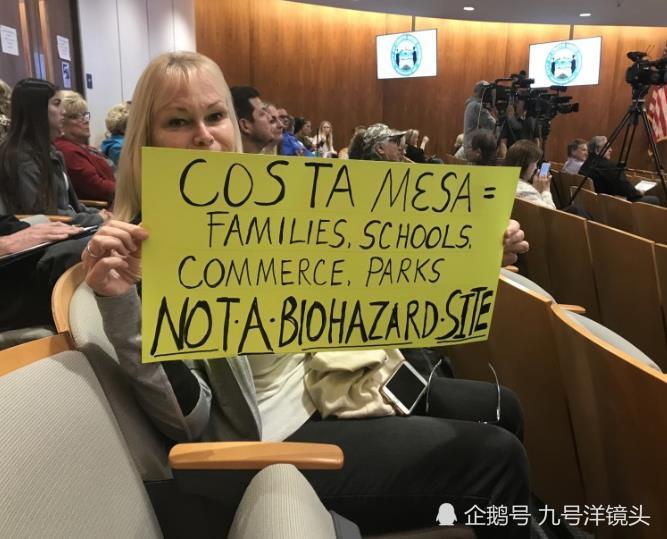 COSTA MESA =
FAMILIES, SCHOOLS,
COMMERCE, PARKS
NOT·A·BIOHAZARD·SITE
企鹅号 九号洋镜头